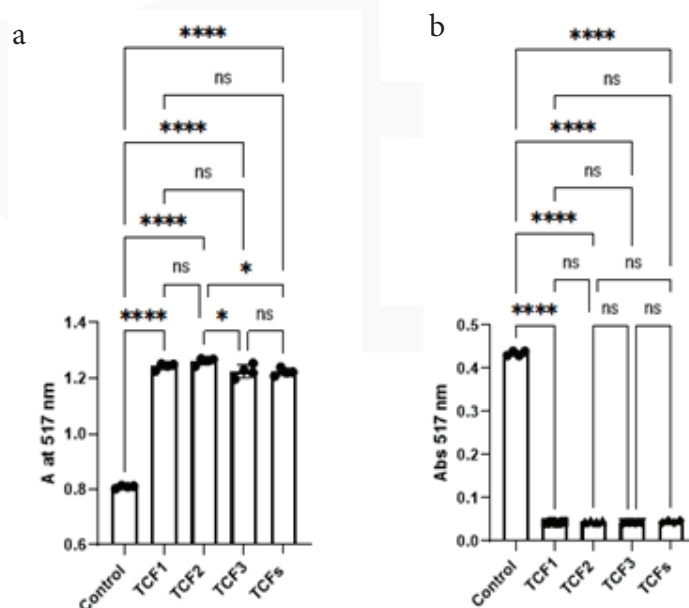 a
****
ns
****
ns
****
ns
*
****
*
ns
1.4
1.2
1.0
0.8
0.6
A at 517 nm
Control
TCF1
TCF2
TCF3
TCFs
b
****
ns
****
ns
****
ns
ns
****
ns
ns
0.5
0.4
0.3
0.2
0.1
0.0
Abs 517 nm
Control
TCF1
TCF2
TCF3
TCFs